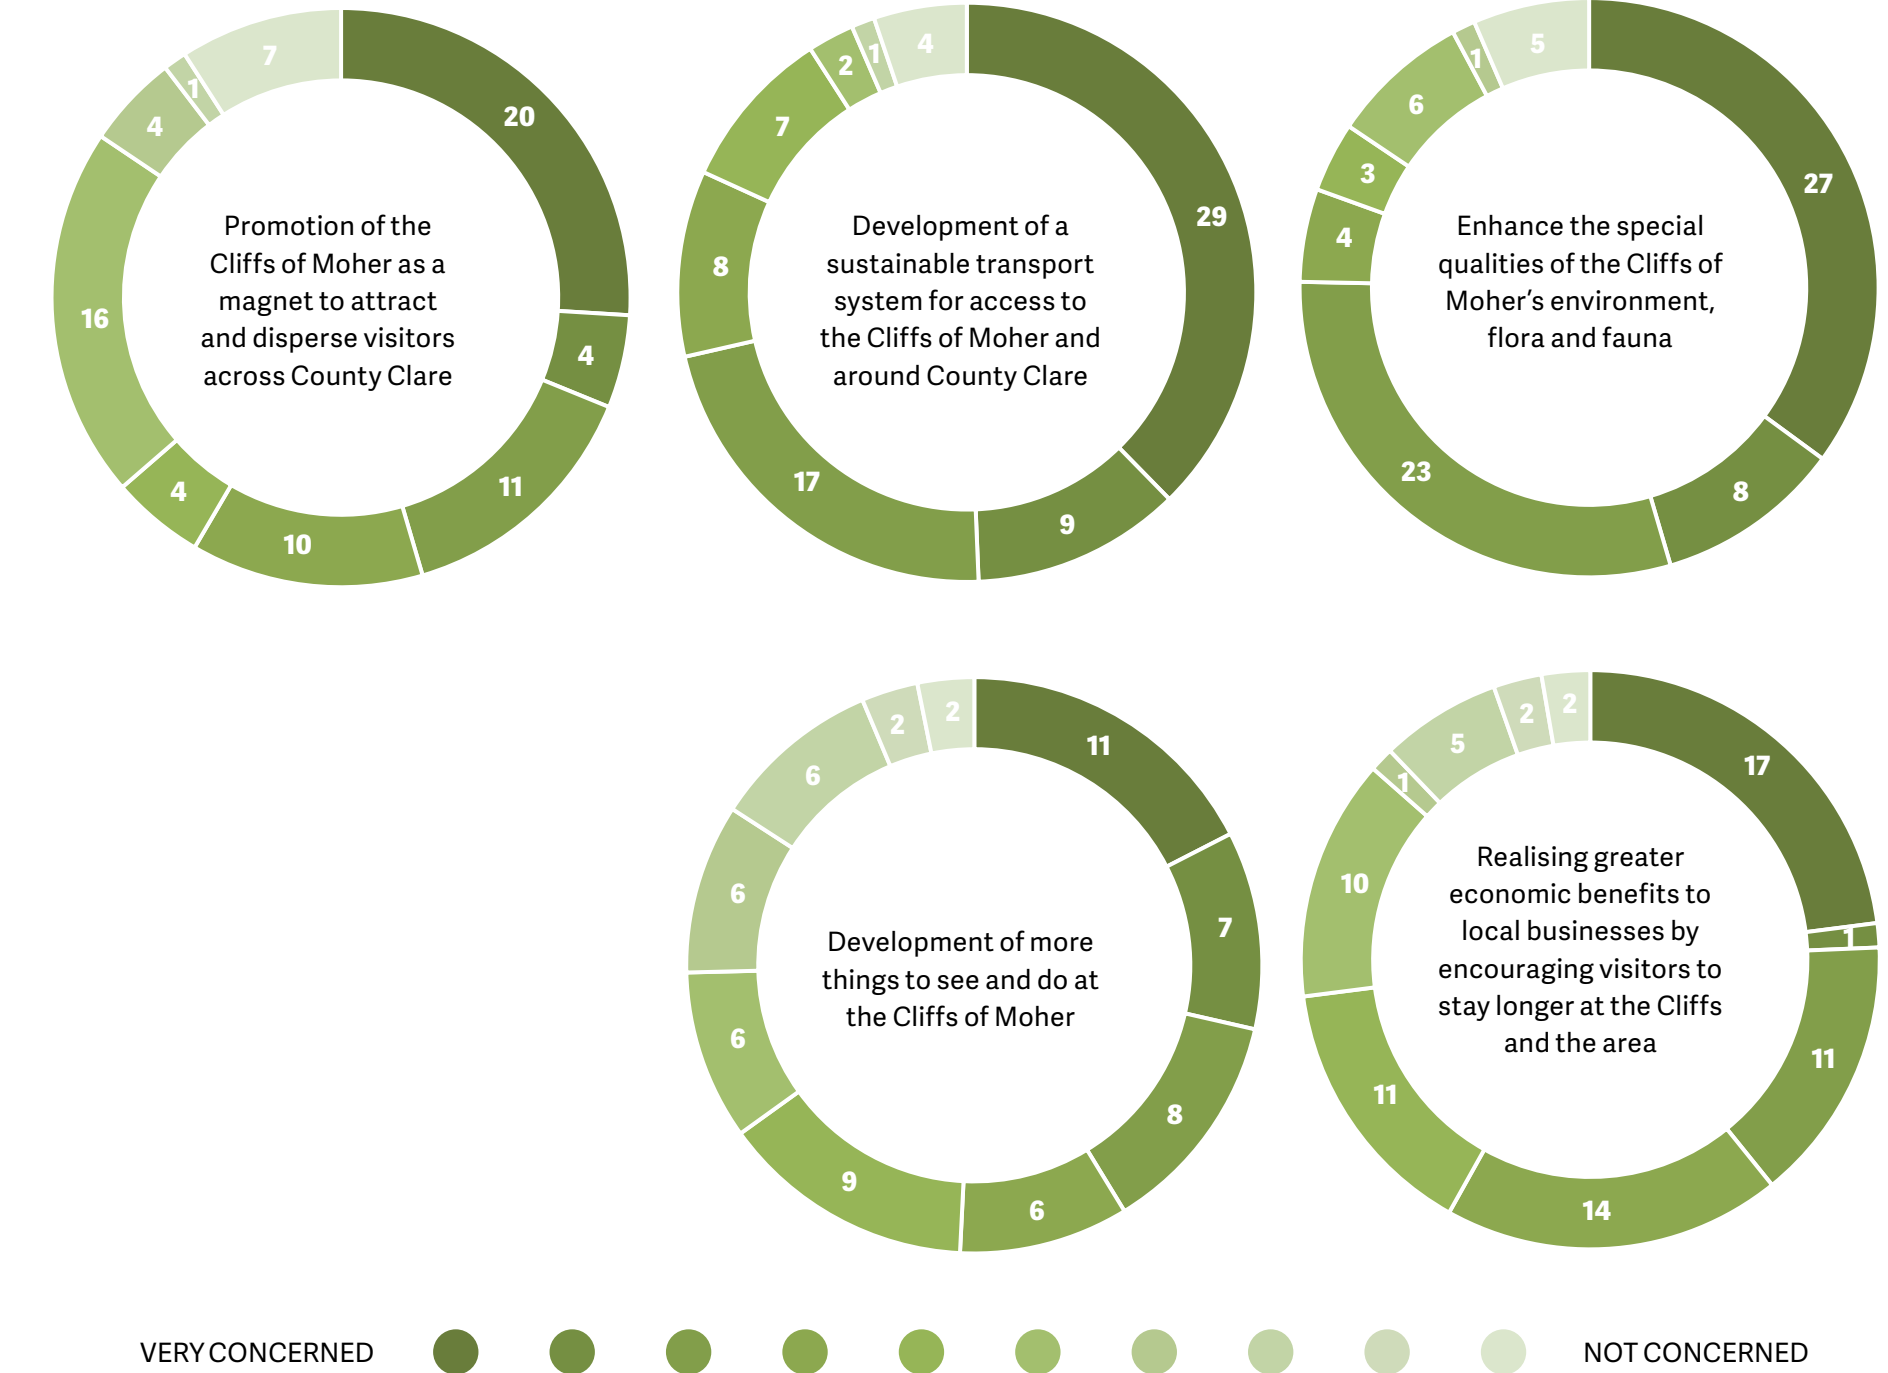 20
4
11
10
4
16
4
1
7
Promotion of the
Cliffs of Moher as a
magnet to attract
and disperse visitors
across County Clare
29
9
17
8
7
2
1
4
Development of a
sustainable transport
system for access to
the Cliffs of Moher and
around County Clare
27
8
23
4
3
6
1
5
Enhance the special
qualities of the Cliffs of
Moher’s environment,
flora and fauna
11
7
8
6
9
6
6
6
2
2
Development of more
things to see and do at
the Cliffs of Moher
17
1
11
14
11
10
1
5
2
2
Realising greater
economic benefits to
local businesses by
encouraging visitors to
stay longer at the Cliffs
and the area
VERY CONCERNED
NOT CONCERNED